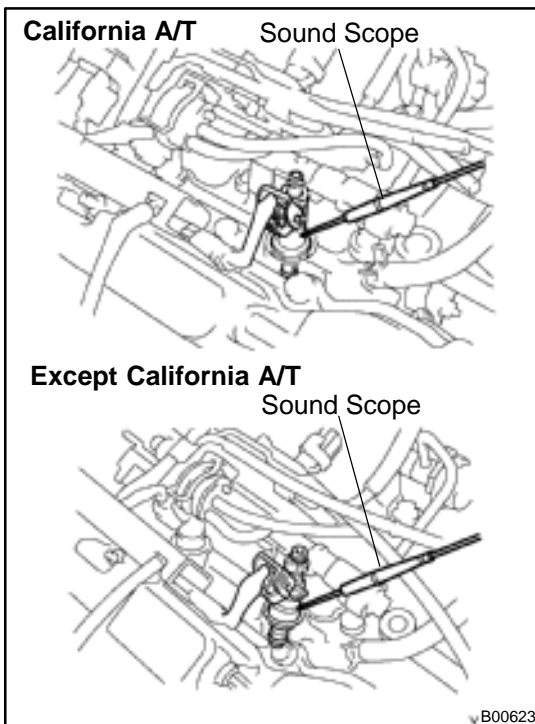 California A/T
Sound Scope
Except California A/T
Sound Scope
B00623